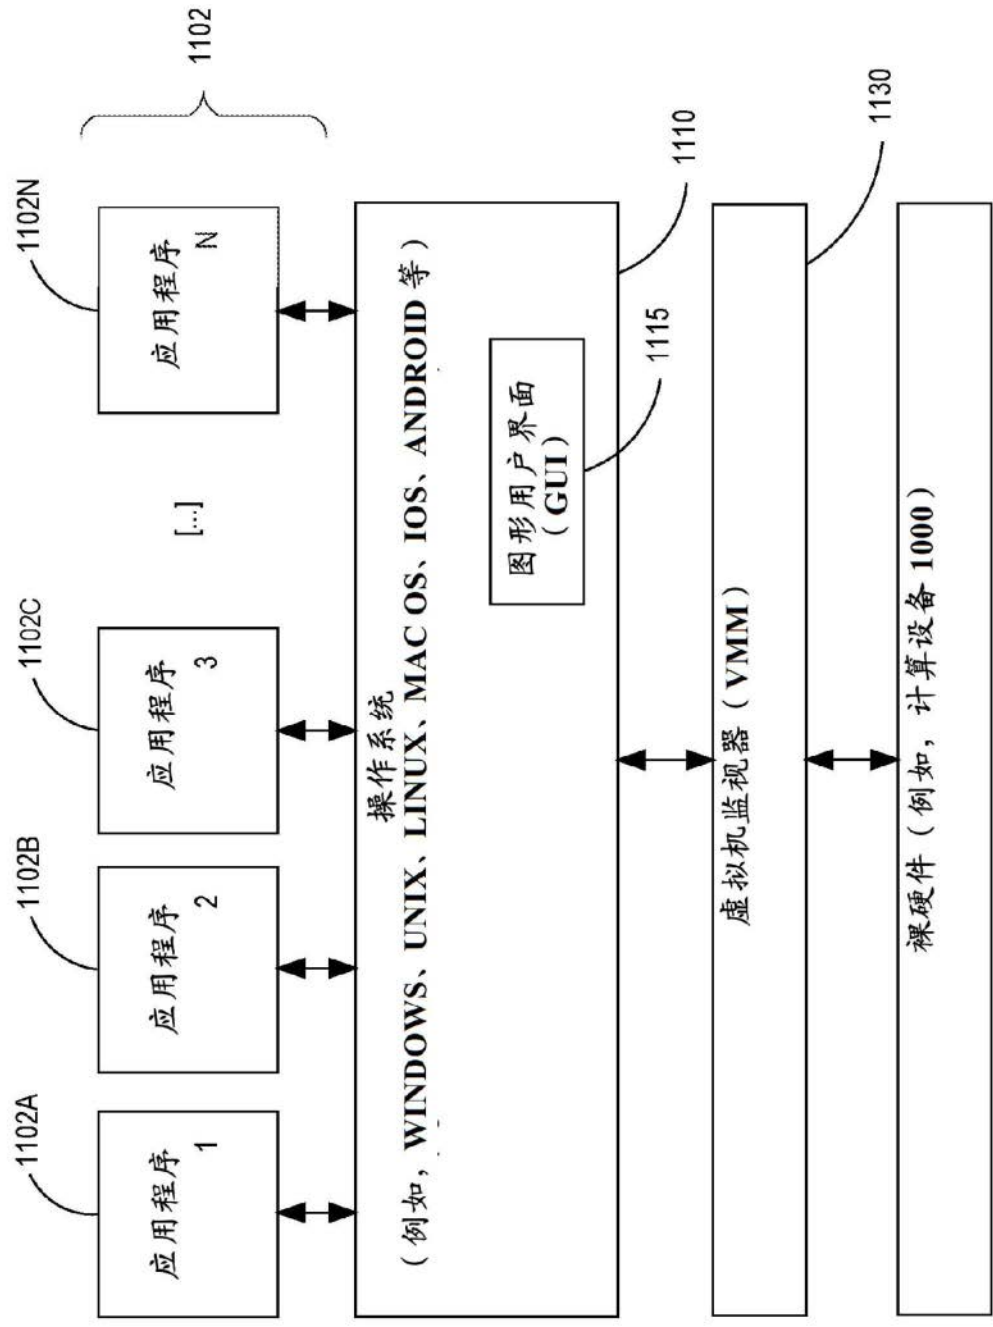 1102
1102A
1102B
1102C
1102N
应用程序
1
应用程序
2
应用程序
3
[...]
应用程序
N
操作系统
（例如，WINDOWS、UNIX、LINUX、MAC OS、IOS、ANDROID 等）
图形用户界面
（GUI）
1115
1110
虚拟机监视器（VMM）
1130
裸硬件（例如，计算设备 1000）